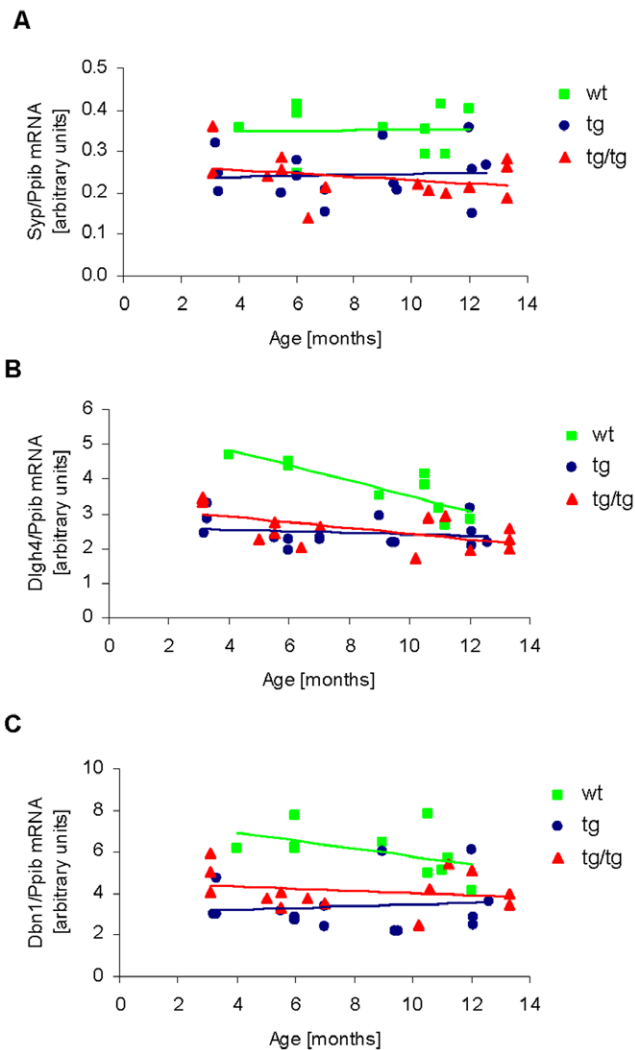 A
Syp/Ppib mRNA
[arbitrary units]
0.5
0.4
0.3
0.2
0.1
0.0
0 2 4 6 8 10 12 14
Age [months]
wt
tg
tg/tg
B
Dlgh4/Ppib mRNA
[arbitrary units]
6
5
4
3
2
1
0
0 2 4 6 8 10 12 14
Age [months]
wt
tg
tg/tg
C
Dbn1/Ppib mRNA
[arbitrary units]
10
8
6
4
2
0
0 2 4 6 8 10 12 14
Age [months]
wt
tg
tg/tg